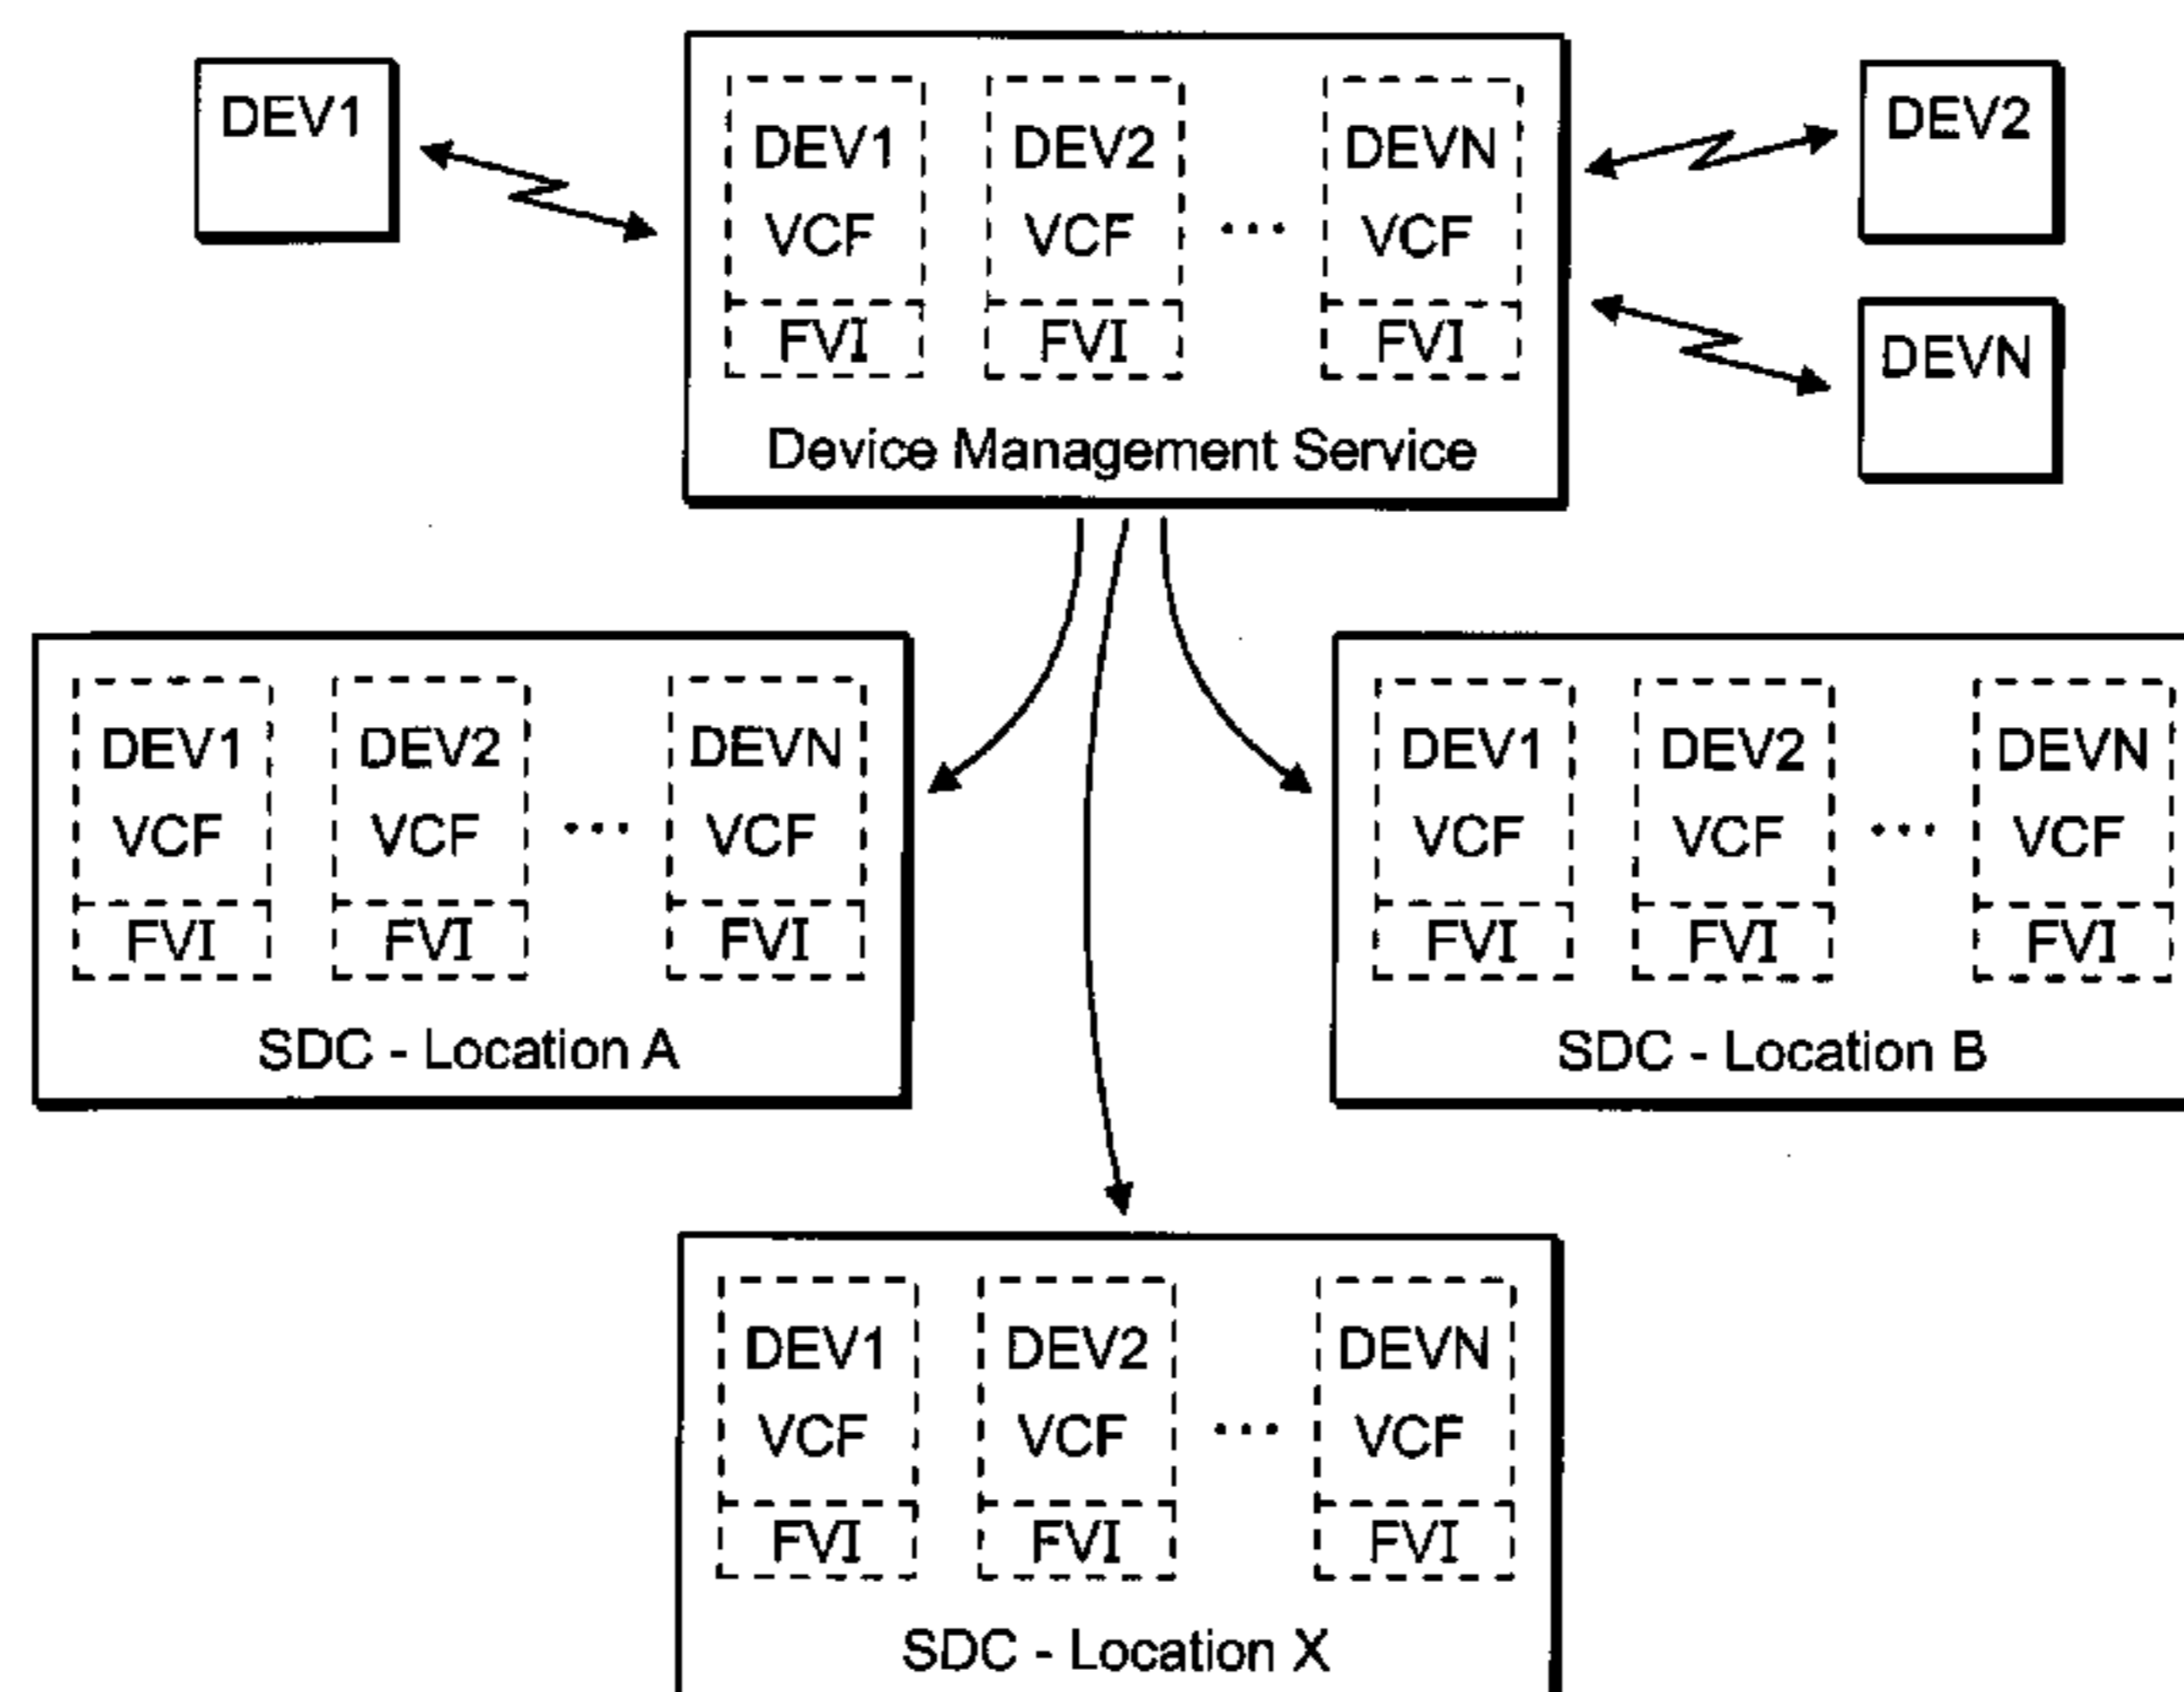 DEV1
DEV1 DEV2 DEVN
VCF VCF ... VCF
FVI FVI FVI
Device Management Service
DEV2
DEVN
DEV1 DEV2 DEVN
VCF VCF ... VCF
FVI FVI FVI
SDC - Location A
DEV1 DEV2 DEVN
VCF VCF ... VCF
FVI FVI FVI
SDC - Location B
DEV1 DEV2 DEVN
VCF VCF ... VCF
FVI FVI FVI
SDC - Location X